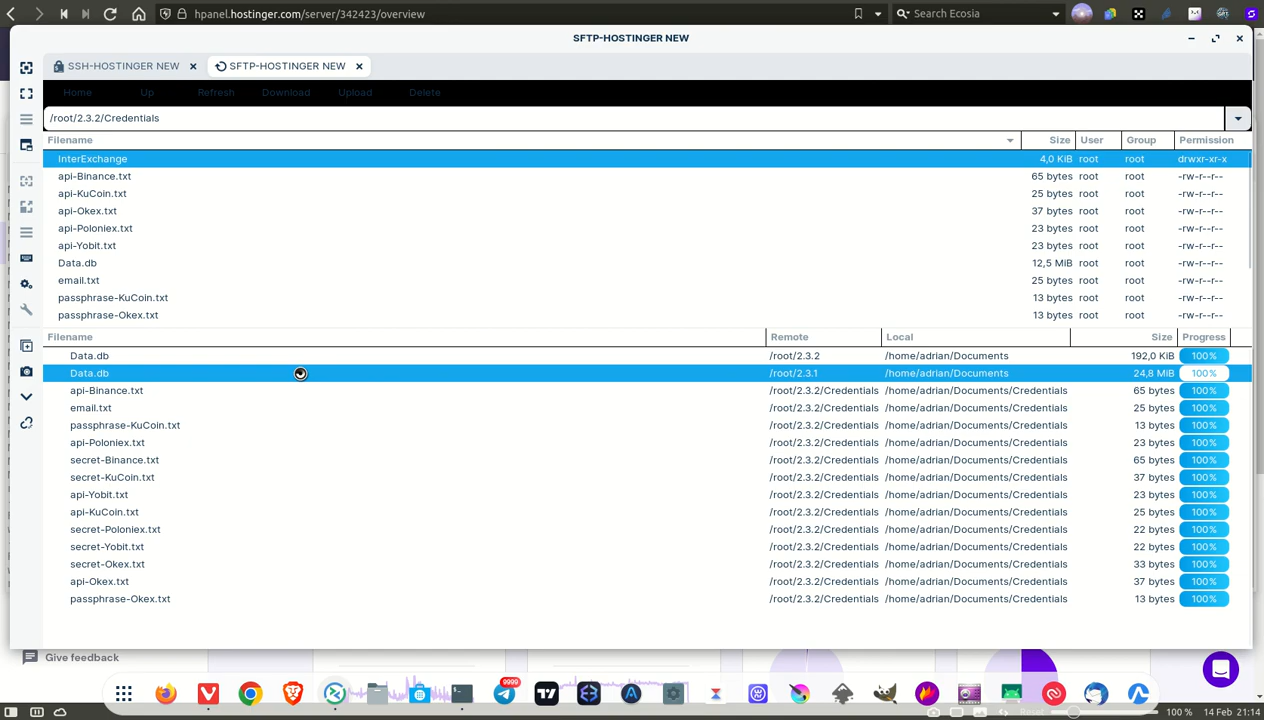 hpanel.hostinger.com/server/342423/overview
Search Ecosia
SFTP-HOSTINGER NEW
SSH-HOSTINGER NEW
SFTP-HOSTINGER NEW
Home Up Refresh Download Upload Delete
/root/2.3.2/Credentials
Filename Size User Group Permission
InterExchange 4,0 KiB root root drwxr-xr-x
api-Binance.txt 65 bytes root root -rw-r--r--
api-KuCoin.txt 25 bytes root root -rw-r--r--
api-Okex.txt 37 bytes root root -rw-r--r--
api-Poloniex.txt 23 bytes root root -rw-r--r--
api-Yobit.txt 23 bytes root root -rw-r--r--
Data.db 12,5 MiB root root -rw-r--r--
email.txt 25 bytes root root -rw-r--r--
passphrase-KuCoin.txt 13 bytes root root -rw-r--r--
passphrase-Okex.txt 13 bytes root root -rw-r--r--
Filename Remote Local Size Progress
Data.db /root/2.3.2 /home/adrian/Documents 192,0 KiB 100%
Data.db /root/2.3.1 /home/adrian/Documents 24,8 MiB 100%
api-Binance.txt /root/2.3.2/Credentials /home/adrian/Documents/Credentials 65 bytes 100%
email.txt /root/2.3.2/Credentials /home/adrian/Documents/Credentials 25 bytes 100%
passphrase-KuCoin.txt /root/2.3.2/Credentials /home/adrian/Documents/Credentials 13 bytes 100%
api-Poloniex.txt /root/2.3.2/Credentials /home/adrian/Documents/Credentials 23 bytes 100%
secret-Binance.txt /root/2.3.2/Credentials /home/adrian/Documents/Credentials 65 bytes 100%
secret-KuCoin.txt /root/2.3.2/Credentials /home/adrian/Documents/Credentials 37 bytes 100%
api-Yobit.txt /root/2.3.2/Credentials /home/adrian/Documents/Credentials 23 bytes 100%
api-KuCoin.txt /root/2.3.2/Credentials /home/adrian/Documents/Credentials 25 bytes 100%
secret-Poloniex.txt /root/2.3.2/Credentials /home/adrian/Documents/Credentials 22 bytes 100%
secret-Yobit.txt /root/2.3.2/Credentials /home/adrian/Documents/Credentials 22 bytes 100%
secret-Okex.txt /root/2.3.2/Credentials /home/adrian/Documents/Credentials 33 bytes 100%
api-Okex.txt /root/2.3.2/Credentials /home/adrian/Documents/Credentials 37 bytes 100%
passphrase-Okex.txt /root/2.3.2/Credentials /home/adrian/Documents/Credentials 13 bytes 100%
Give feedback
9999
Reset 100 % 14 Feb 21:14